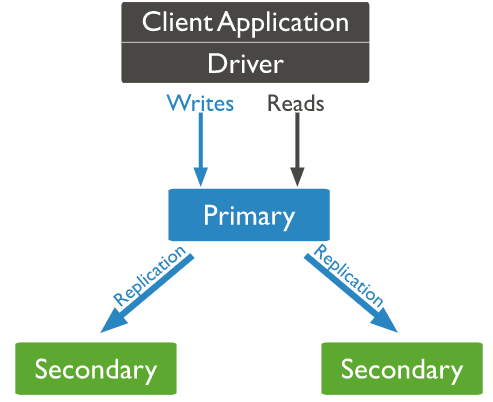 Client Application
Driver
Writes Reads
Primary
Replication Replication
Secondary Secondary